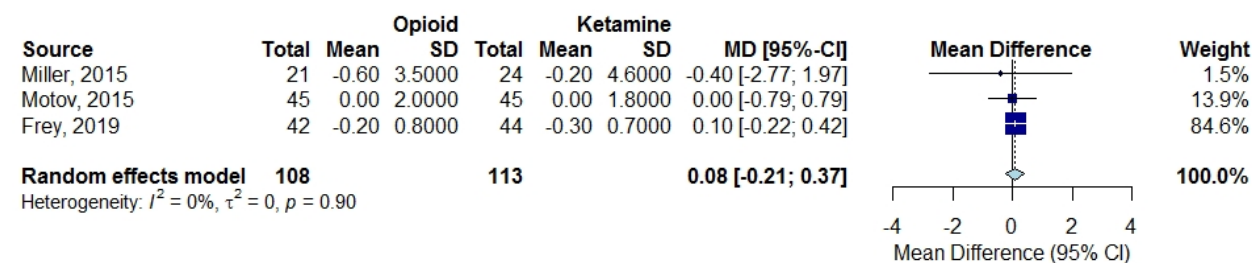 Opioid Ketamine
Source Total Mean SD Total Mean SD MD [95%-CI] Mean Difference Weight
Miller, 2015 21 -0.60 3.5000 24 -0.20 4.6000 -0.40 [-2.77; 1.97] 1.5%
Motov, 2015 45 0.00 2.0000 45 0.00 1.8000 0.00 [-0.79; 0.79] 13.9%
Frey, 2019 42 -0.20 0.8000 44 -0.30 0.7000 0.10 [-0.22; 0.42] 84.6%
Random effects model 108 113 0.08 [-0.21; 0.37] 100.0%
Heterogeneity: I² = 0%, τ² = 0, p = 0.90
-4 -2 0 2 4
Mean Difference (95% CI)